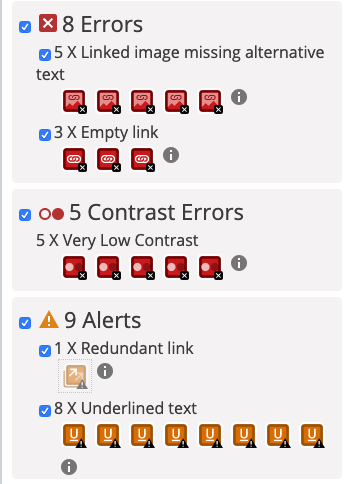 8 Errors
5 X Linked image missing alternative
text
3 X Empty link
5 Contrast Errors
5 X Very Low Contrast
9 Alerts
1 X Redundant link
8 X Underlined text
U U U U U U U U